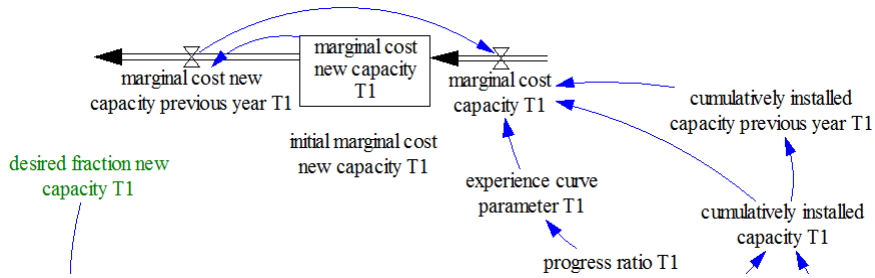 marginal cost new
capacity previous year T1
marginal cost
new capacity
T1
marginal cost
capacity T1
cumulatively installed
capacity previous year T1
initial marginal cost
new capacity T1
desired fraction new
capacity T1
experience curve
parameter T1
cumulatively installed
capacity T1
progress ratio T1